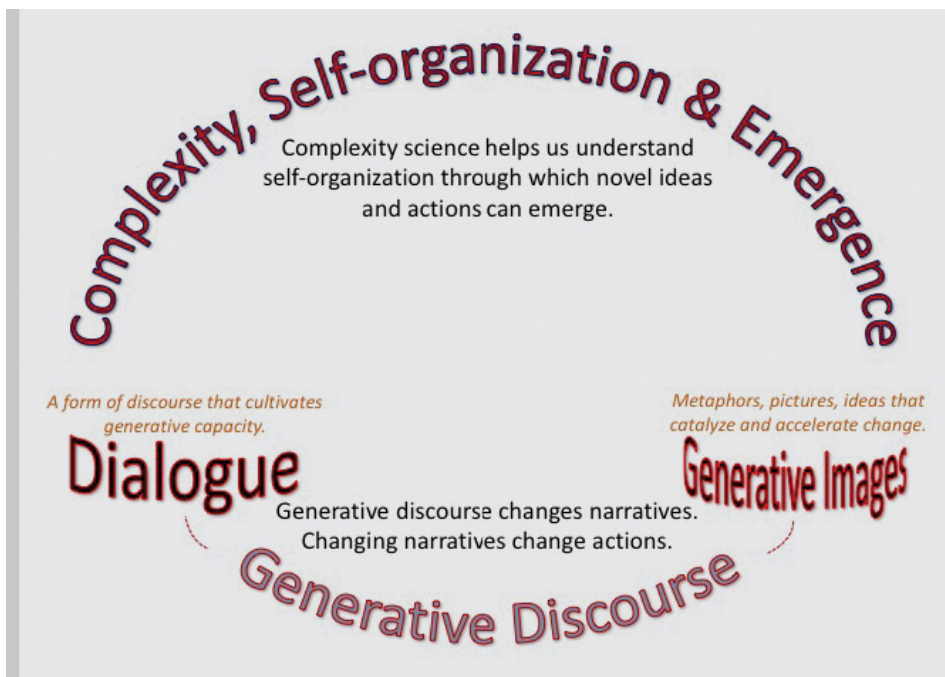 Complexity, Self-organization & Emergence
Complexity science helps us understand
self-organization through which novel ideas
and actions can emerge.
A form of discourse that cultivates
generative capacity.
Dialogue
Metaphors, pictures, ideas that
catalyze and accelerate change.
Generative Images
Generative discourse changes narratives.
Changing narratives change actions.
Generative Discourse